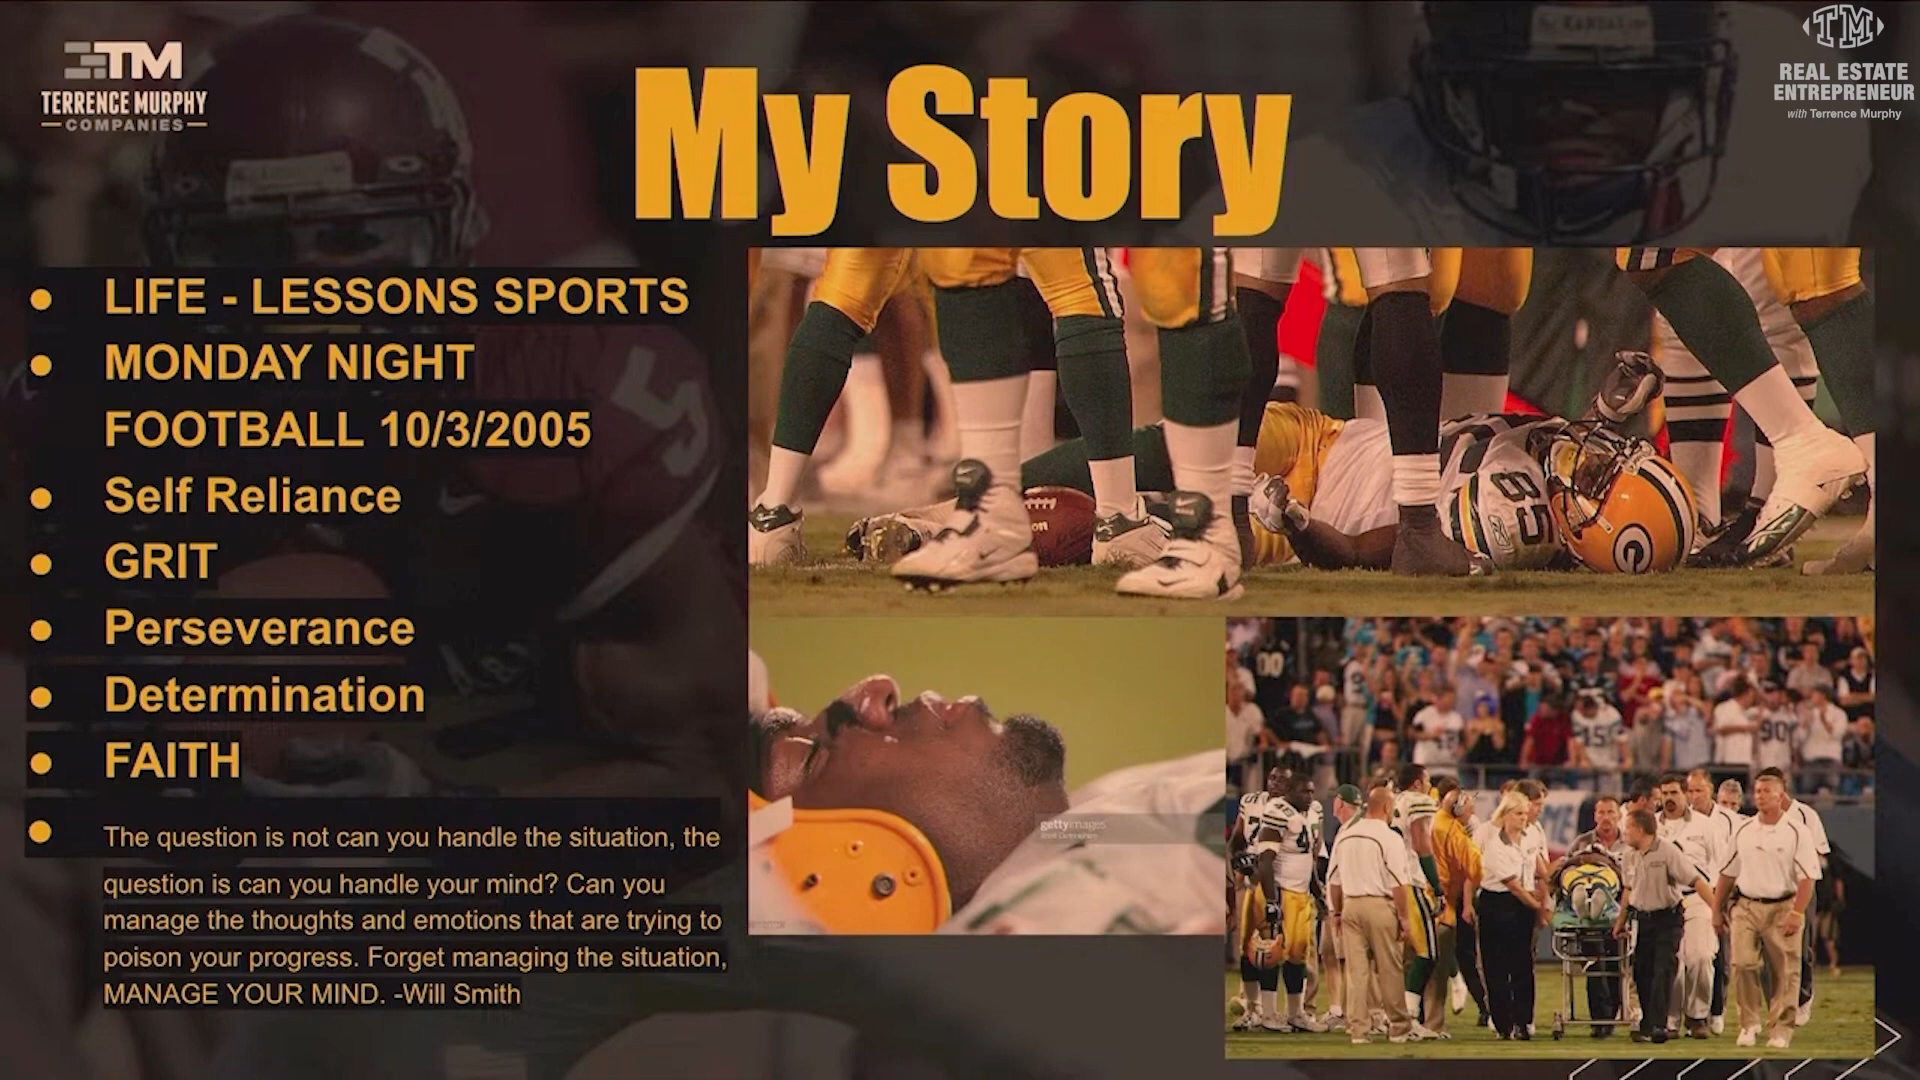 TM
TERRENCE MURPHY
COMPANIES
My Story
TM
REAL ESTATE
ENTREPRENEUR
with Terrence Murphy
LIFE - LESSONS SPORTS
MONDAY NIGHT
FOOTBALL 10/3/2005
Self Reliance
GRIT
Perseverance
Determination
FAITH
The question is not can you handle the situation, the
question is can you handle your mind? Can you
manage the thoughts and emotions that are trying to
poison your progress. Forget managing the situation,
MANAGE YOUR MIND. -Will Smith
85
G
gettyimages
00
90
5